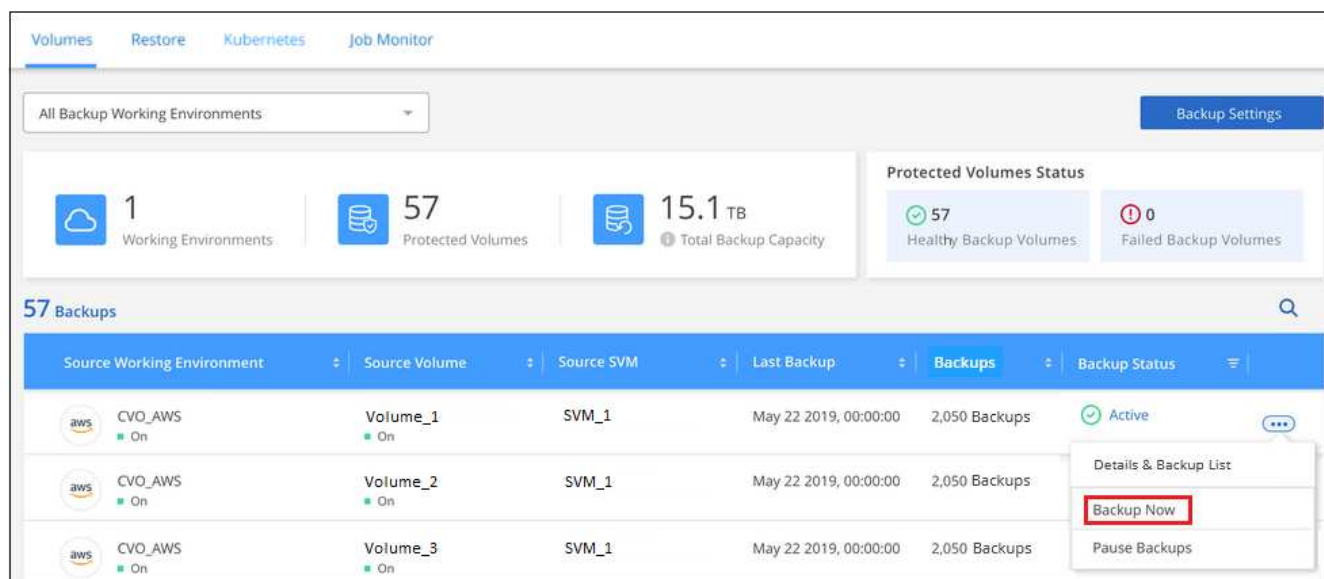 Volumes Restore Kubernetes Job Monitor
All Backup Working Environments
Backup Settings
1
Working Environments
57
Protected Volumes
15.1 TB
Total Backup Capacity
Protected Volumes Status
57
Healthy Backup Volumes
0
Failed Backup Volumes
57 Backups
Source Working Environment Source Volume Source SVM Last Backup Backups Backup Status
aws CVO_AWS Volume_1 SVM_1 May 22 2019, 00:00:00 2,050 Backups Active
On On
aws CVO_AWS Volume_2 SVM_1 May 22 2019, 00:00:00 2,050 Backups
On On
aws CVO_AWS Volume_3 SVM_1 May 22 2019, 00:00:00 2,050 Backups
On On
Details & Backup List
Backup Now
Pause Backups